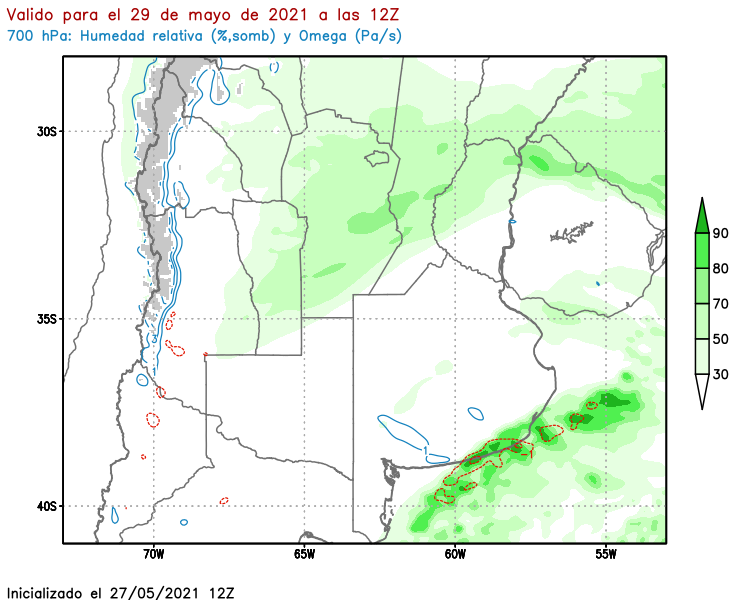 Valido para el 29 de mayo de 2021 a las 12Z
700 hPa: Humedad relativa (%,somb) y Omega (Pa/s)
30S
35S
40S
70W
65W
60W
55W
90
80
70
50
30
1
Inicializado el 27/05/2021 12Z